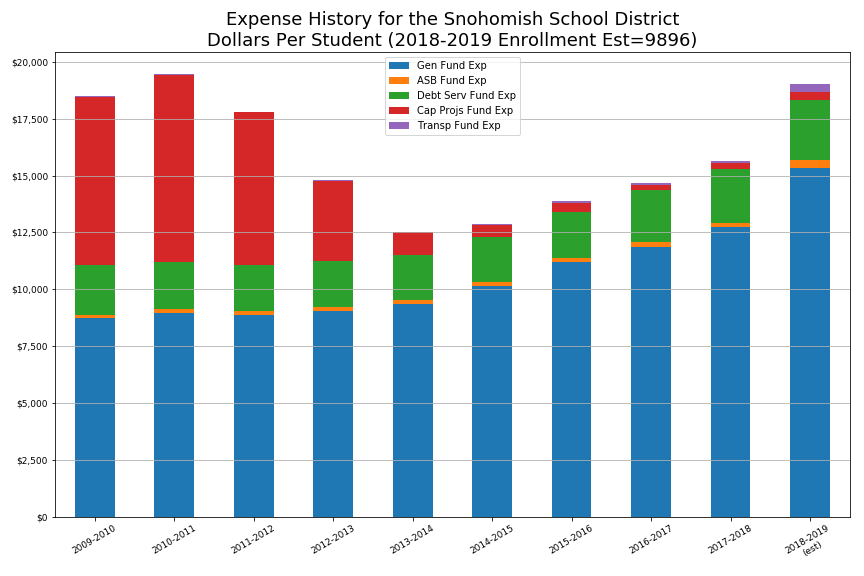 Expense History for the Snohomish School District
Dollars Per Student (2018-2019 Enrollment Est=9896)
Gen Fund Exp
ASB Fund Exp
Debt Serv Fund Exp
Cap Projs Fund Exp
Transp Fund Exp
$20,000
$17,500
$15,000
$12,500
$10,000
$7,500
$5,000
$2,500
$0
2009-2010
2010-2011
2011-2012
2012-2013
2013-2014
2014-2015
2015-2016
2016-2017
2017-2018
2018-2019
(est)